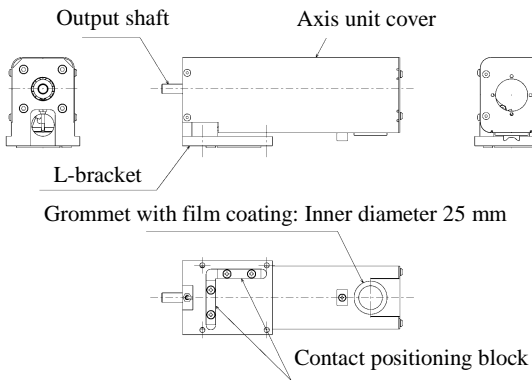 Output shaft
Axis unit cover
L-bracket
Grommet with film coating: Inner diameter 25 mm
Contact positioning block